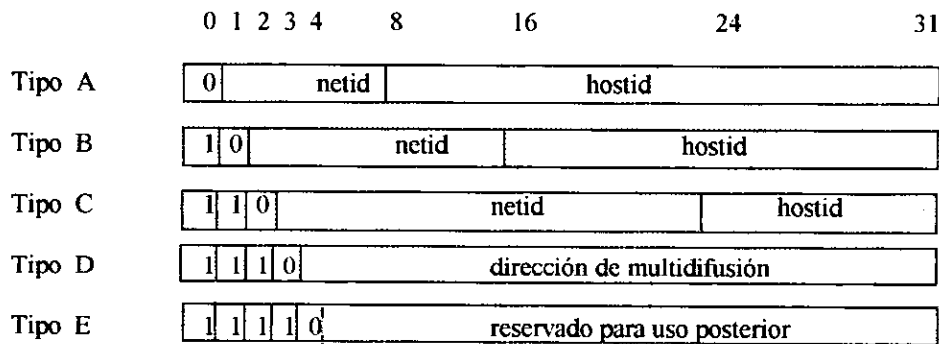 0 1 2 3 4 8 16 24 31
Tipo A 0 netid hostid
Tipo B 1 0 netid hostid
Tipo C 1 1 0 netid hostid
Tipo D 1 1 1 0 dirección de multidifusión
Tipo E 1 1 1 1 0 reservado para uso posterior